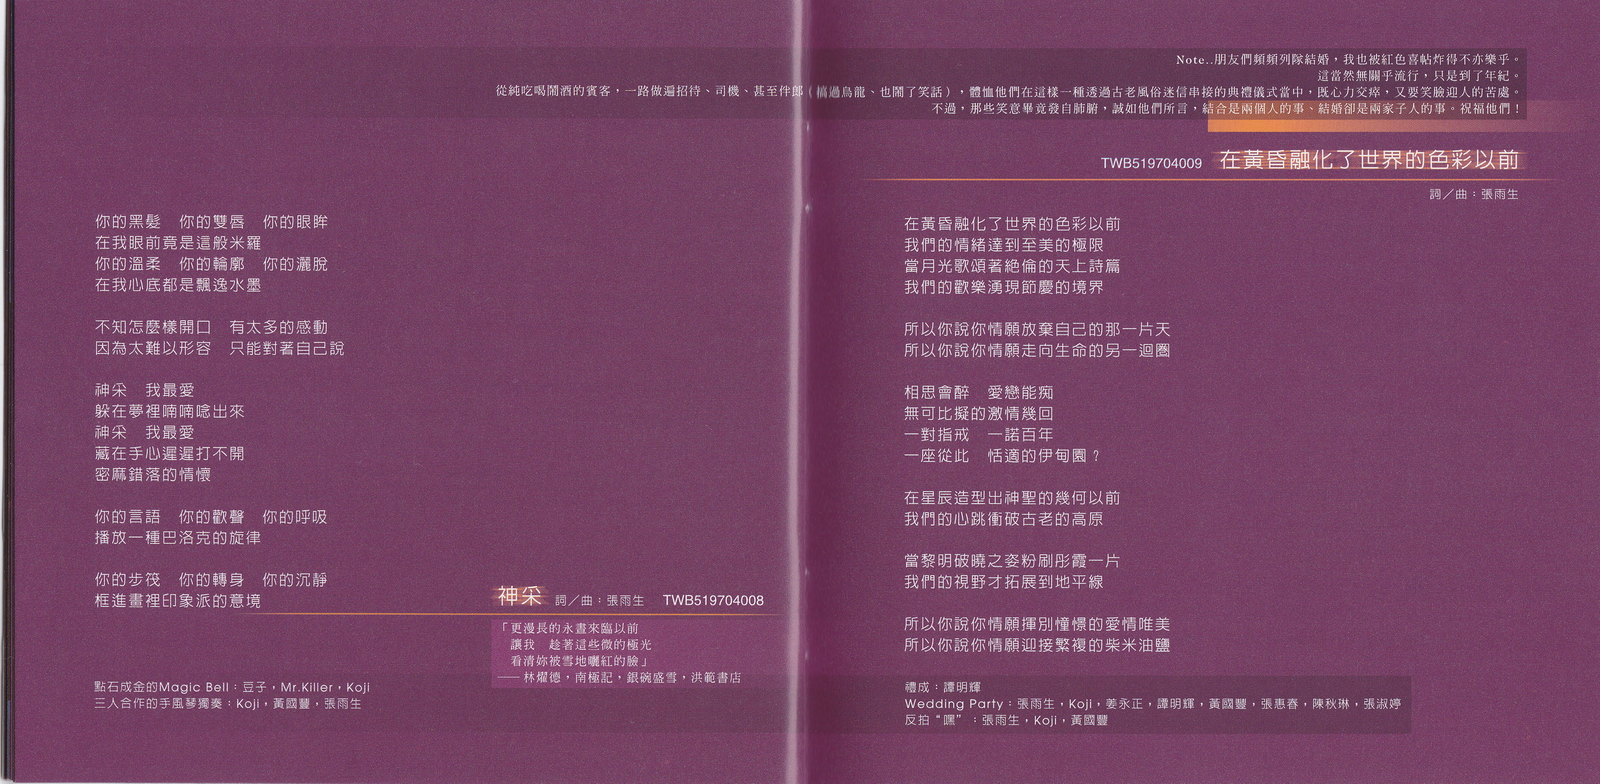 你的黑髮　你的雙唇　你的眼眸
在我眼前竟是這般米羅
你的溫柔　你的輪廓　你的灑脫
在我心底都是飄逸水墨
不知怎麼樣開口　有太多的感動
因為太難以形容　只能對著自己說
神采　我最愛
躲在夢裡喃喃唸出來
神采　我最愛
藏在手心遲遲打不開
密麻錯落的情懷
你的言語　你的歡聲　你的呼吸
播放一種巴洛克的旋律
你的步筏　你的轉身　你的沉靜
框進畫裡印象派的意境
神采 詞／曲：張雨生 TWB519704008
「更漫長的永晝來臨以前
讓我　趁著這些微的極光
看清妳被雪地曬紅的臉」
——林燿德，南極記，銀碗盛雪，洪範書店
點石成金的Magic Bell：豆子，Mr.Killer，Koji
三人合作的手風琴獨奏：Koji，黃國豐，張雨生
Note..朋友們頻頻列隊結婚，我也被紅色喜帖炸得不亦樂乎。
這當然無關乎流行，只是到了年紀。
從純吃喝鬧酒的賓客，一路做遍招待、司機、甚至伴郎（搞過烏龍、也鬧了笑話），體恤他們在這樣一種透過古老風俗迷信串接的典禮儀式當中，既心力交瘁，又要笑臉迎人的苦處。
不過，那些笑意畢竟發自肺腑，誠如他們所言，結合是兩個人的事、結婚卻是兩家子人的事。祝福他們！
TWB519704009 在黃昏融化了世界的色彩以前
詞／曲：張雨生
在黃昏融化了世界的色彩以前
我們的情緒達到至美的極限
當月光歌頌著絕倫的天上詩篇
我們的歡樂湧現節慶的境界
所以你說你情願放棄自己的那一片天
所以你說你情願走向生命的另一迴圈
相思會醉　愛戀能痴
無可比擬的激情幾回
一對指戒　一諾百年
一座從此　恬適的伊甸園？
在星辰造型出神聖的幾何以前
我們的心跳衝破古老的高原
當黎明破曉之姿粉刷彤霞一片
我們的視野才拓展到地平線
所以你說你情願揮別憧憬的愛情唯美
所以你說你情願迎接繁複的柴米油鹽
禮成：譚明輝
Wedding Party：張雨生，Koji，姜永正，譚明輝，黃國豐，張惠春，陳秋琳，張淑婷
反拍“嘿”：張雨生，Koji，黃國豐